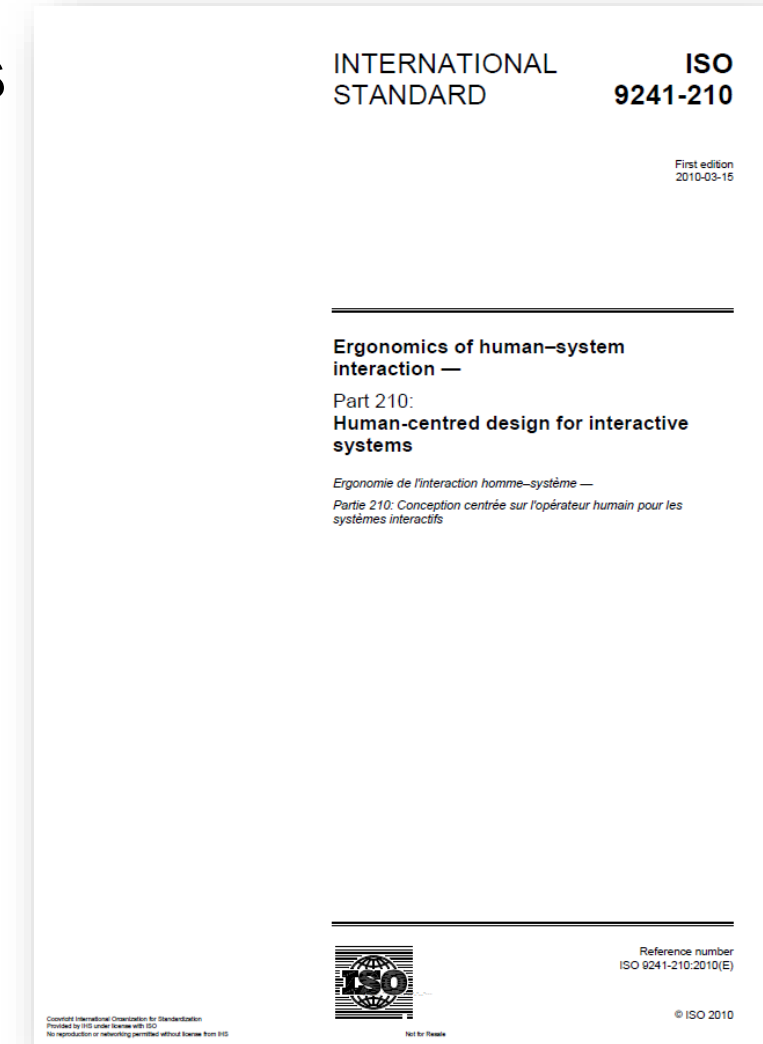 s
INTERNATIONAL STANDARD
ISO 9241-210
First edition
2010-03-15
Ergonomics of human–system
interaction —
Part 210:
Human-centred design for interactive
systems
Ergonomie de l'interaction homme–système —
Partie 210: Conception centrée sur l'opérateur humain pour les
systèmes interactifs
Reference number
ISO 9241-210:2010(E)
ISO
© ISO 2010
Copyright International Organization for Standardization
Provided by IHS under license with ISO
No reproduction or networking permitted without license from IHS
Not for Resale